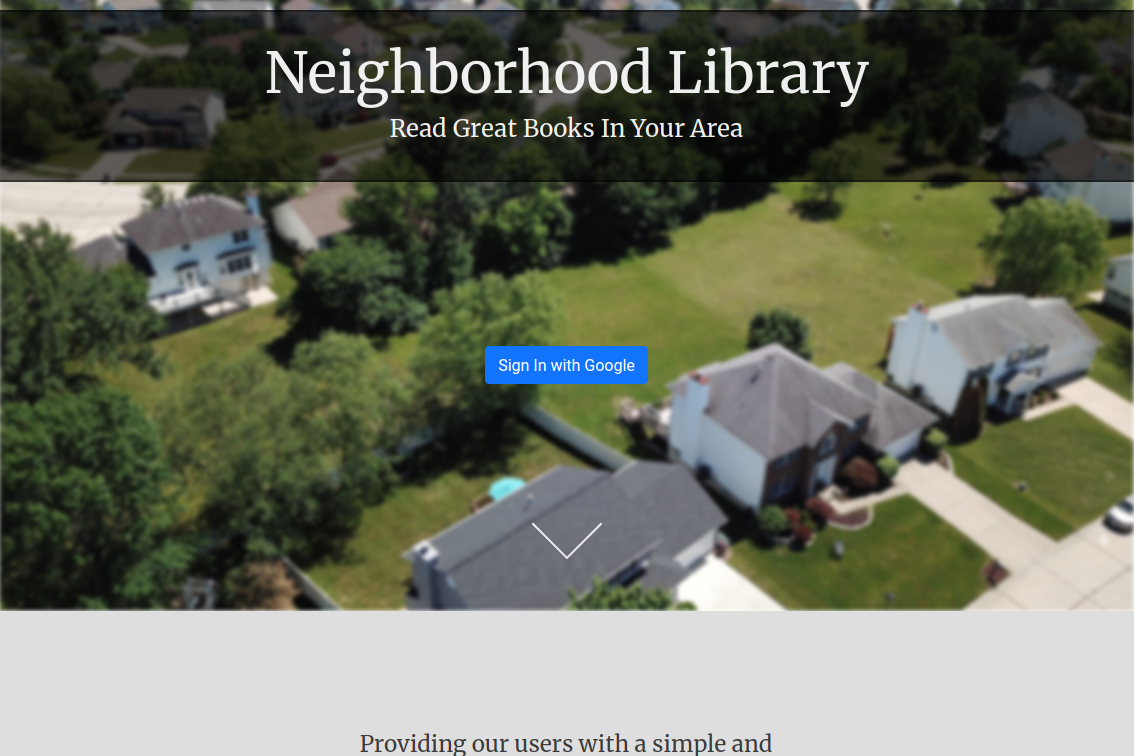 Neighborhood Library
Read Great Books In Your Area
Sign In with Google
Providing our users with a simple and